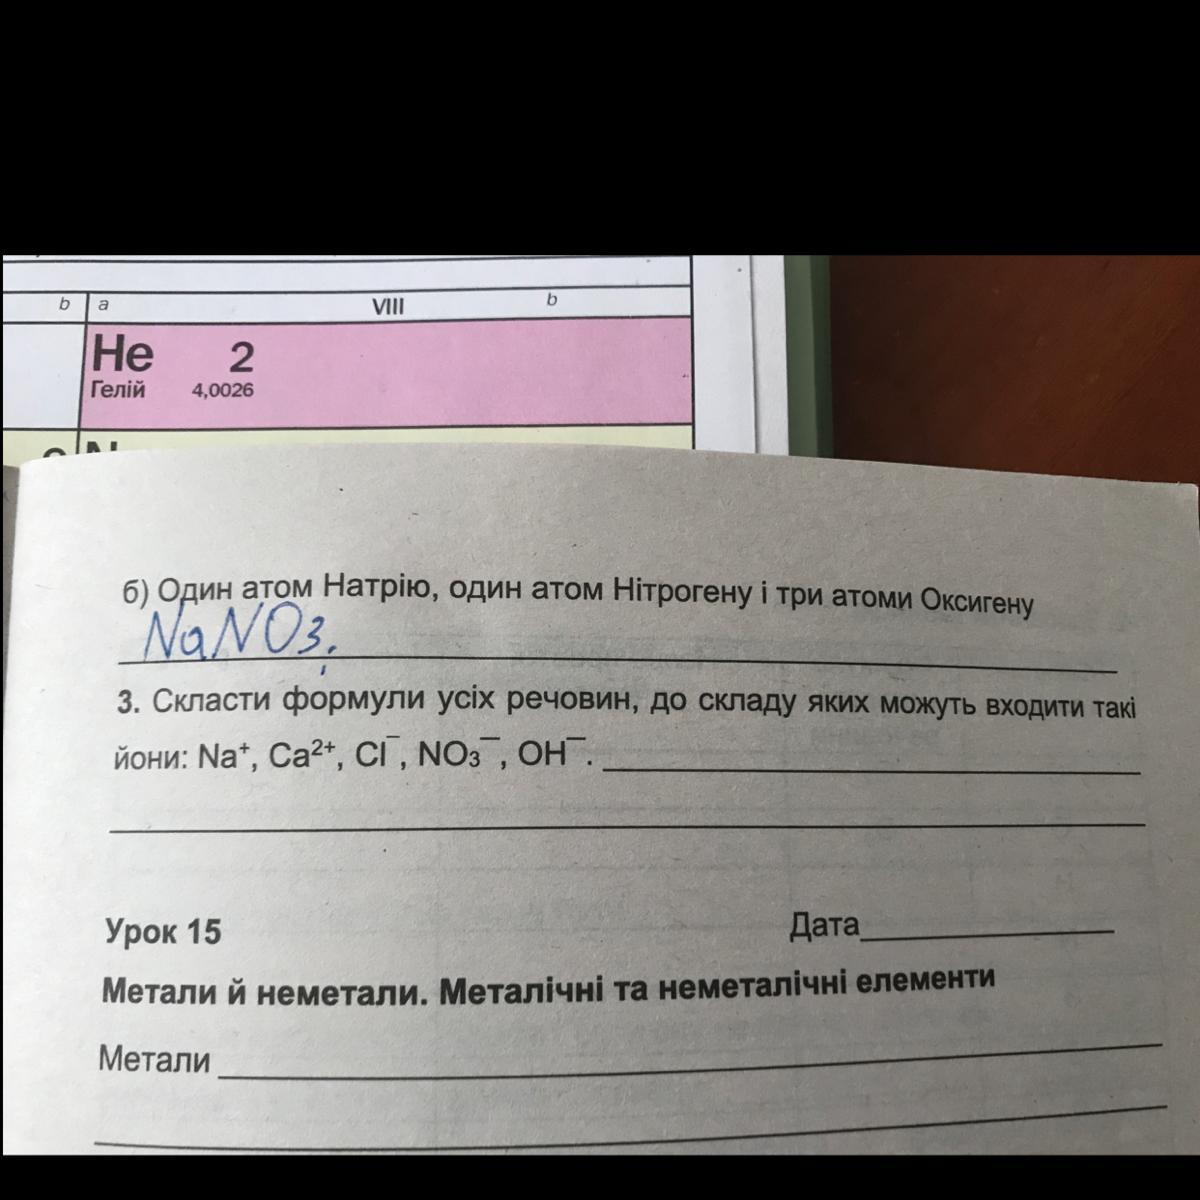 b a VIII b
He 2
Гелій 4,0026
б) Один атом Натрію, один атом Нітрогену і три атоми Оксигену
NaNO3.
3. Скласти формули усіх речовин, до складу яких можуть входити такі
йони: Na⁺, Ca²⁺, Cl⁻, NO₃⁻, OH⁻.
Урок 15 Дата
Метали й неметали. Металічні та неметалічні елементи
Метали